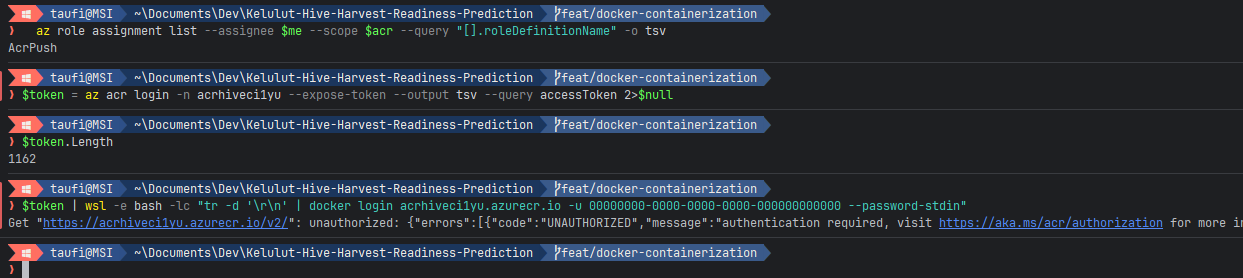 taufi@MSI ~\Documents\Dev\Kelulut-Hive-Harvest-Readiness-Prediction feat/docker-containerization
❯ az role assignment list --assignee $me --scope $acr --query "[].roleDefinitionName" -o tsv
AcrPush
taufi@MSI ~\Documents\Dev\Kelulut-Hive-Harvest-Readiness-Prediction feat/docker-containerization
❯ $token = az acr login -n acrhiveci1yu --expose-token --output tsv --query accessToken 2>$null
taufi@MSI ~\Documents\Dev\Kelulut-Hive-Harvest-Readiness-Prediction feat/docker-containerization
❯ $token.Length
1162
taufi@MSI ~\Documents\Dev\Kelulut-Hive-Harvest-Readiness-Prediction feat/docker-containerization
❯ $token | wsl -e bash -lc "tr -d '\r\n' | docker login acrhiveci1yu.azurecr.io -u 00000000-0000-0000-0000-000000000000 --password-stdin"
Get "https://acrhiveci1yu.azurecr.io/v2/": unauthorized: {"errors":[{"code":"UNAUTHORIZED","message":"authentication required, visit https://aka.ms/acr/authorization for more in
taufi@MSI ~\Documents\Dev\Kelulut-Hive-Harvest-Readiness-Prediction feat/docker-containerization
❯